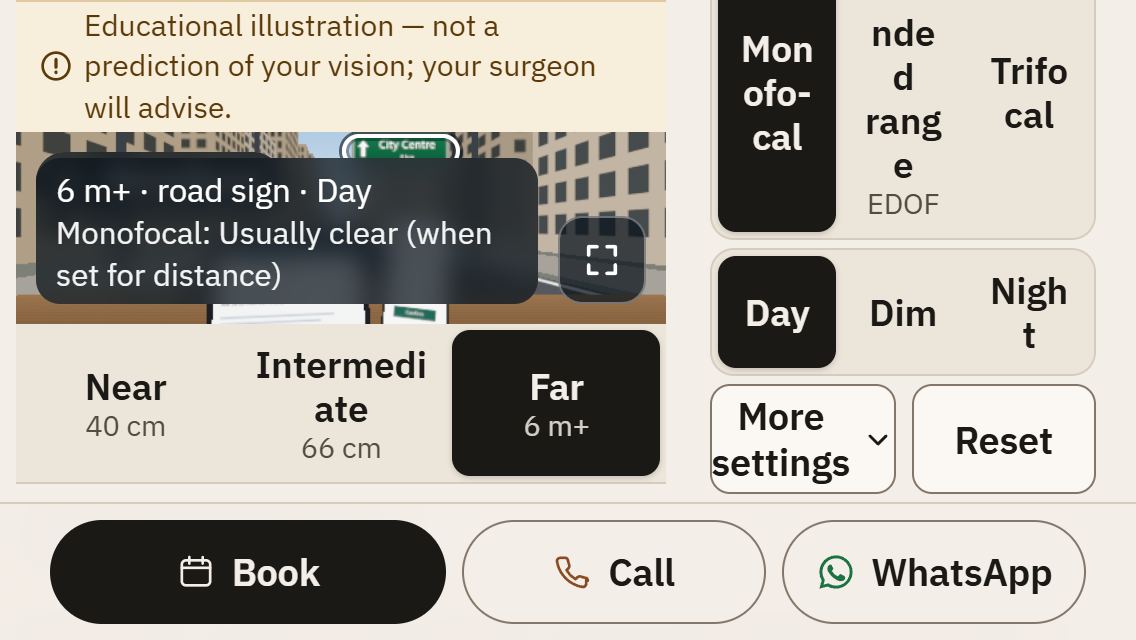 Educational illustration — not a
prediction of your vision; your surgeon
will advise.
City Centre
6 m+ · road sign · Day
Monofocal: Usually clear (when
set for distance)
Near
40 cm
Intermedi
ate
66 cm
Far
6 m+
Mon
ofo-
cal
nde
d
rang
e
EDOF
Trifo
cal
Day
Dim
Nigh
t
More
settings
Reset
Book
Call
WhatsApp